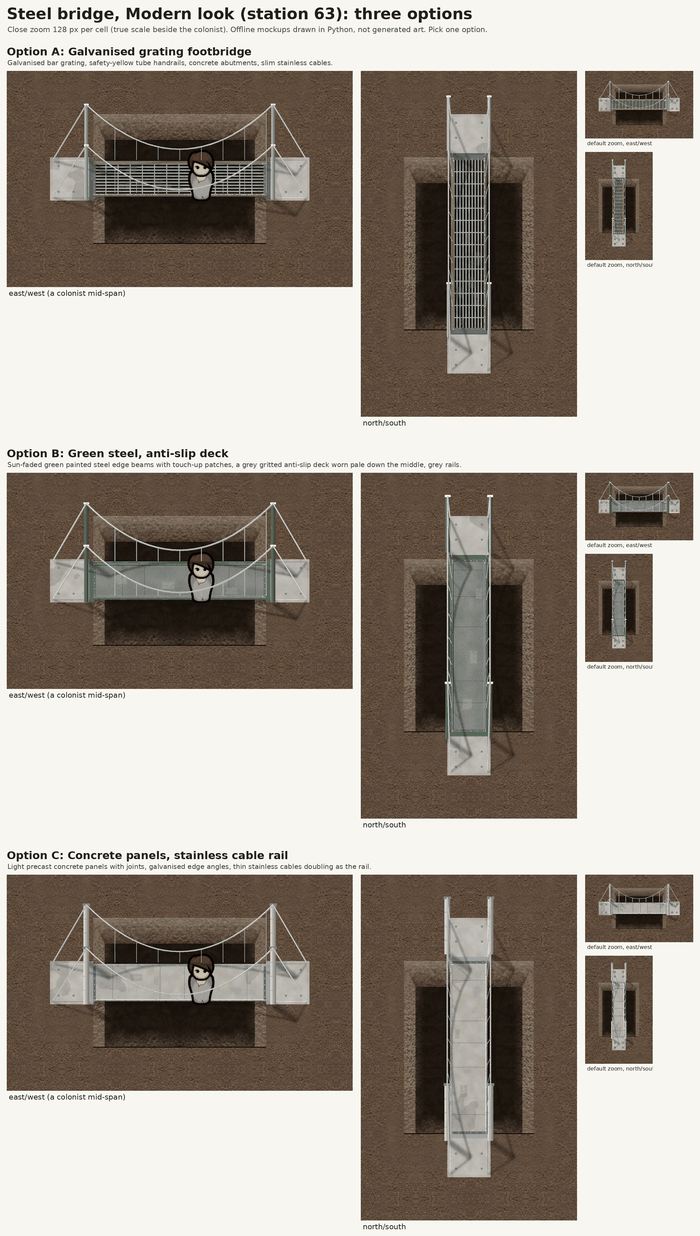 Steel bridge, Modern look (station 63): three options
Close zoom 128 px per cell (true scale beside the colonist). Offline mockups drawn in Python, not generated art. Pick one option.
Option A: Galvanised grating footbridge
Galvanised bar grating, safety-yellow tube handrails, concrete abutments, slim stainless cables.
default zoom, east/west
default zoom, north/sou
east/west (a colonist mid-span)
north/south
Option B: Green steel, anti-slip deck
Sun-faded green painted steel edge beams with touch-up patches, a grey gritted anti-slip deck worn pale down the middle, grey rails.
default zoom, east/west
default zoom, north/sou
east/west (a colonist mid-span)
north/south
Option C: Concrete panels, stainless cable rail
Light precast concrete panels with joints, galvanised edge angles, thin stainless cables doubling as the rail.
default zoom, east/west
default zoom, north/sou
east/west (a colonist mid-span)
north/south